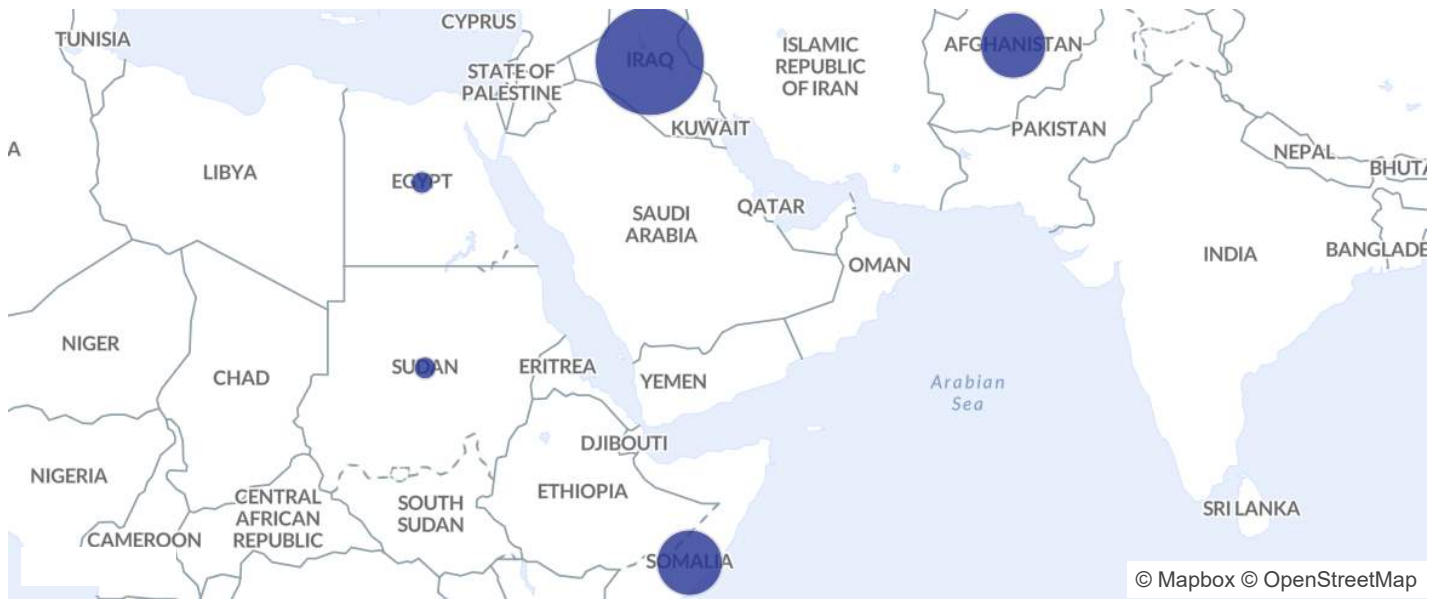 CYPRUS
TUNISIA
ISLAMIC
REPUBLIC
OF IRAN
AFGHANISTAN
IRAQ
STATE OF
PALESTINE
KUWAIT
PAKISTAN
A
NEPAL
BHUTA
LIBYA
EGYPT
SAUDI
ARABIA
QATAR
INDIA
BANGLADE
OMAN
NIGER
CHAD
SUDAN
ERITREA
YEMEN
Arabian
Sea
DJIBOUTI
NIGERIA
CENTRAL
AFRICAN
REPUBLIC
SOUTH
SUDAN
ETHIOPIA
SRI LANKA
CAMEROON
SOMALIA
© Mapbox © OpenStreetMap